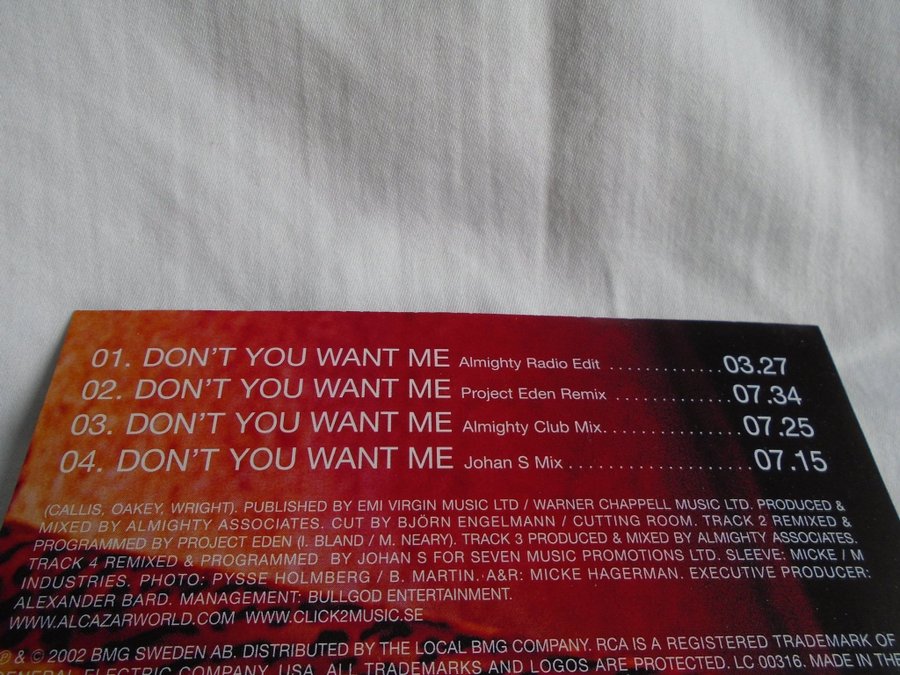 01. DON'T YOU WANT ME Almighty Radio Edit .............03.27
02. DON'T YOU WANT ME Project Eden Remix .............07.34
03. DON'T YOU WANT ME Almighty Club Mix................07.25
04. DON'T YOU WANT ME Johan S Mix.....................07.15
(CALLIS, OAKEY, WRIGHT). PUBLISHED BY EMI VIRGIN MUSIC LTD / WARNER CHAPPELL MUSIC LTD. PRODUCED &
MIXED BY ALMIGHTY ASSOCIATES. CUT BY BJÖRN ENGELMANN / CUTTING ROOM. TRACK 2 REMIXED &
PROGRAMMED BY PROJECT EDEN (I. BLAND / M. NEARY). TRACK 3 PRODUCED & MIXED BY ALMIGHTY ASSOCIATES.
TRACK 4 REMIXED & PROGRAMMED BY JOHAN S FOR SEVEN MUSIC PROMOTIONS LTD. SLEEVE: MICKE / M
INDUSTRIES. PHOTO: PYSSE HOLMBERG / B. MARTIN. A&R: MICKE HAGERMAN. EXECUTIVE PRODUCER:
ALEXANDER BARD. MANAGEMENT: BULLGOD ENTERTAINMENT.
WWW.ALCAZARWORLD.COM WWW.CLICK2MUSIC.SE
℗ & © 2002 BMG SWEDEN AB. DISTRIBUTED BY THE LOCAL BMG COMPANY. RCA IS A REGISTERED TRADEMARK OF
GENERAL ELECTRIC COMPANY, USA. ALL TRADEMARKS AND LOGOS ARE PROTECTED. LC 00316. MADE IN THE